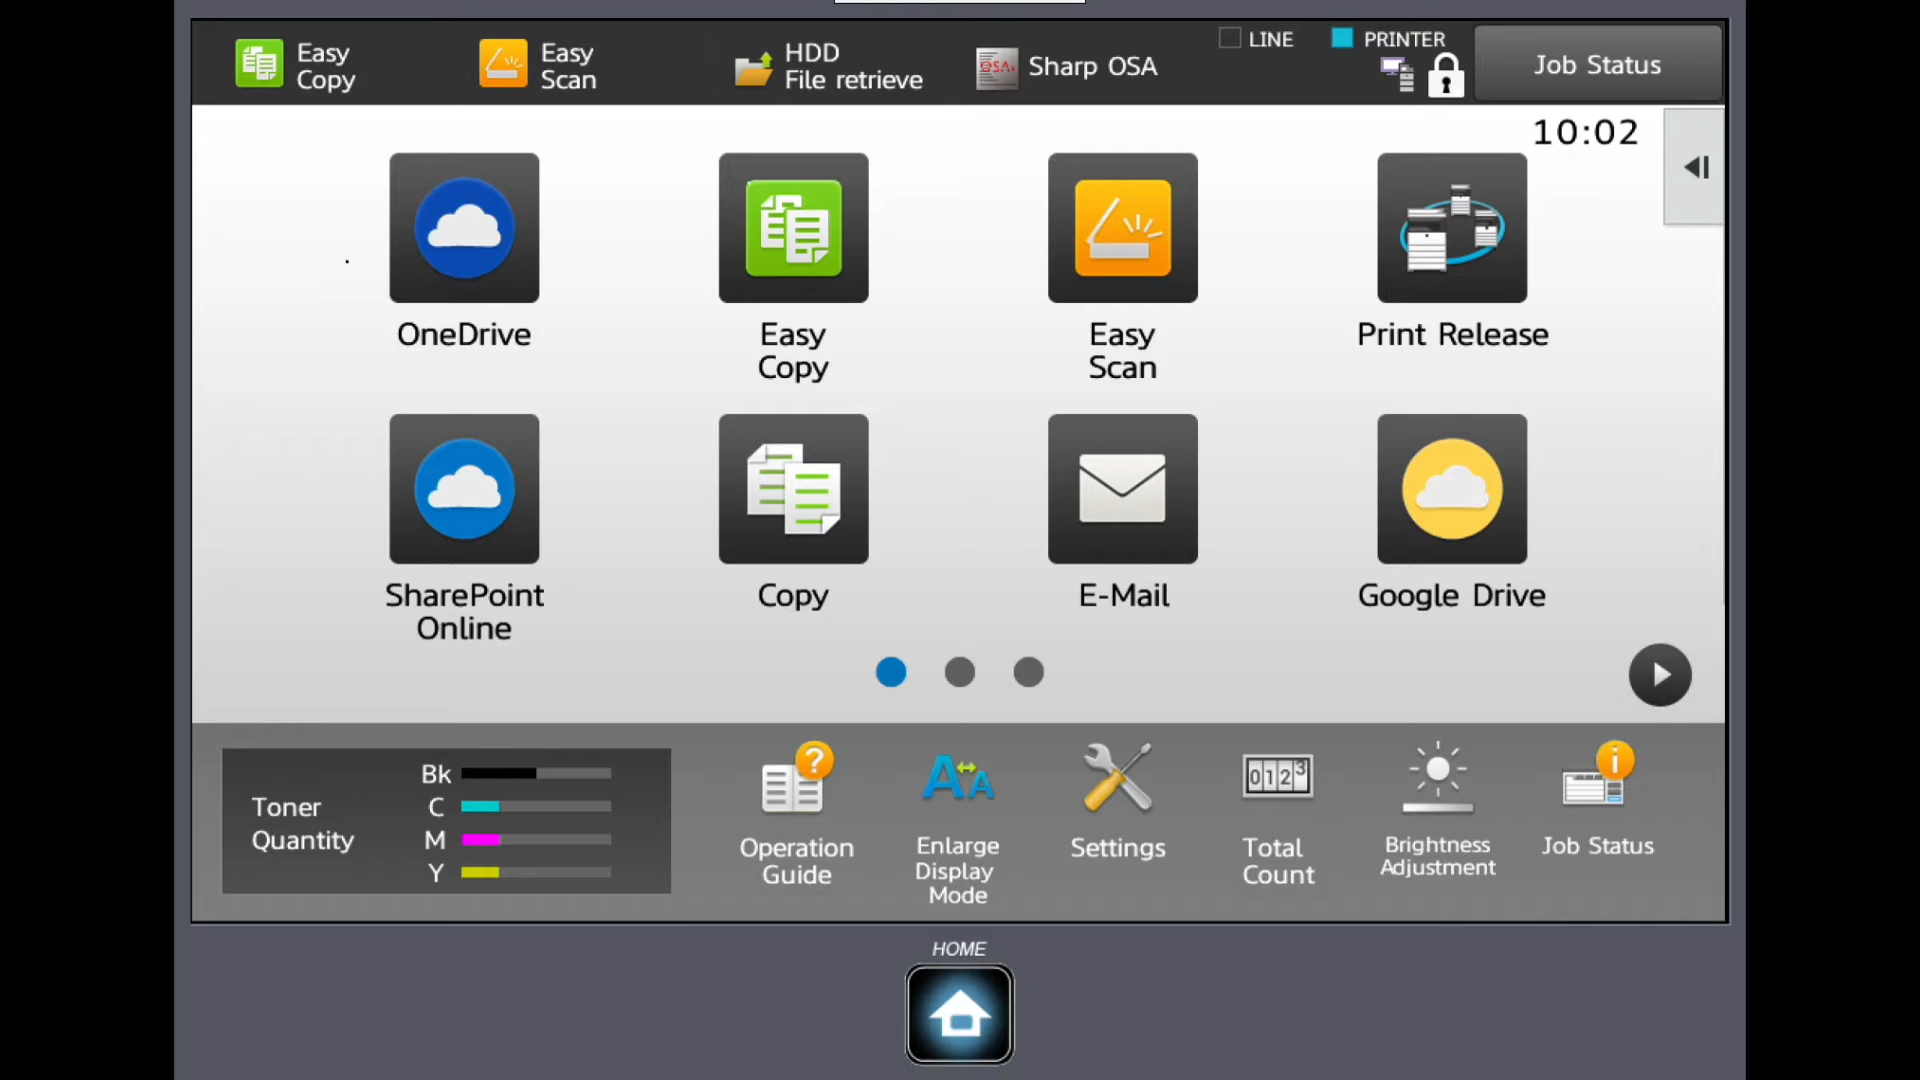 Easy
Copy
Easy
Scan
HDD
File retrieve
OSA
Sharp OSA
LINE
PRINTER
Job Status
10:02
OneDrive
Easy
Copy
Easy
Scan
Print Release
SharePoint
Online
Copy
E-Mail
Google Drive
Toner
Quantity
Bk
C
M
Y
?
Operation
Guide
A A
Enlarge
Display
Mode
Settings
0123
Total
Count
Brightness
Adjustment
i
Job Status
HOME